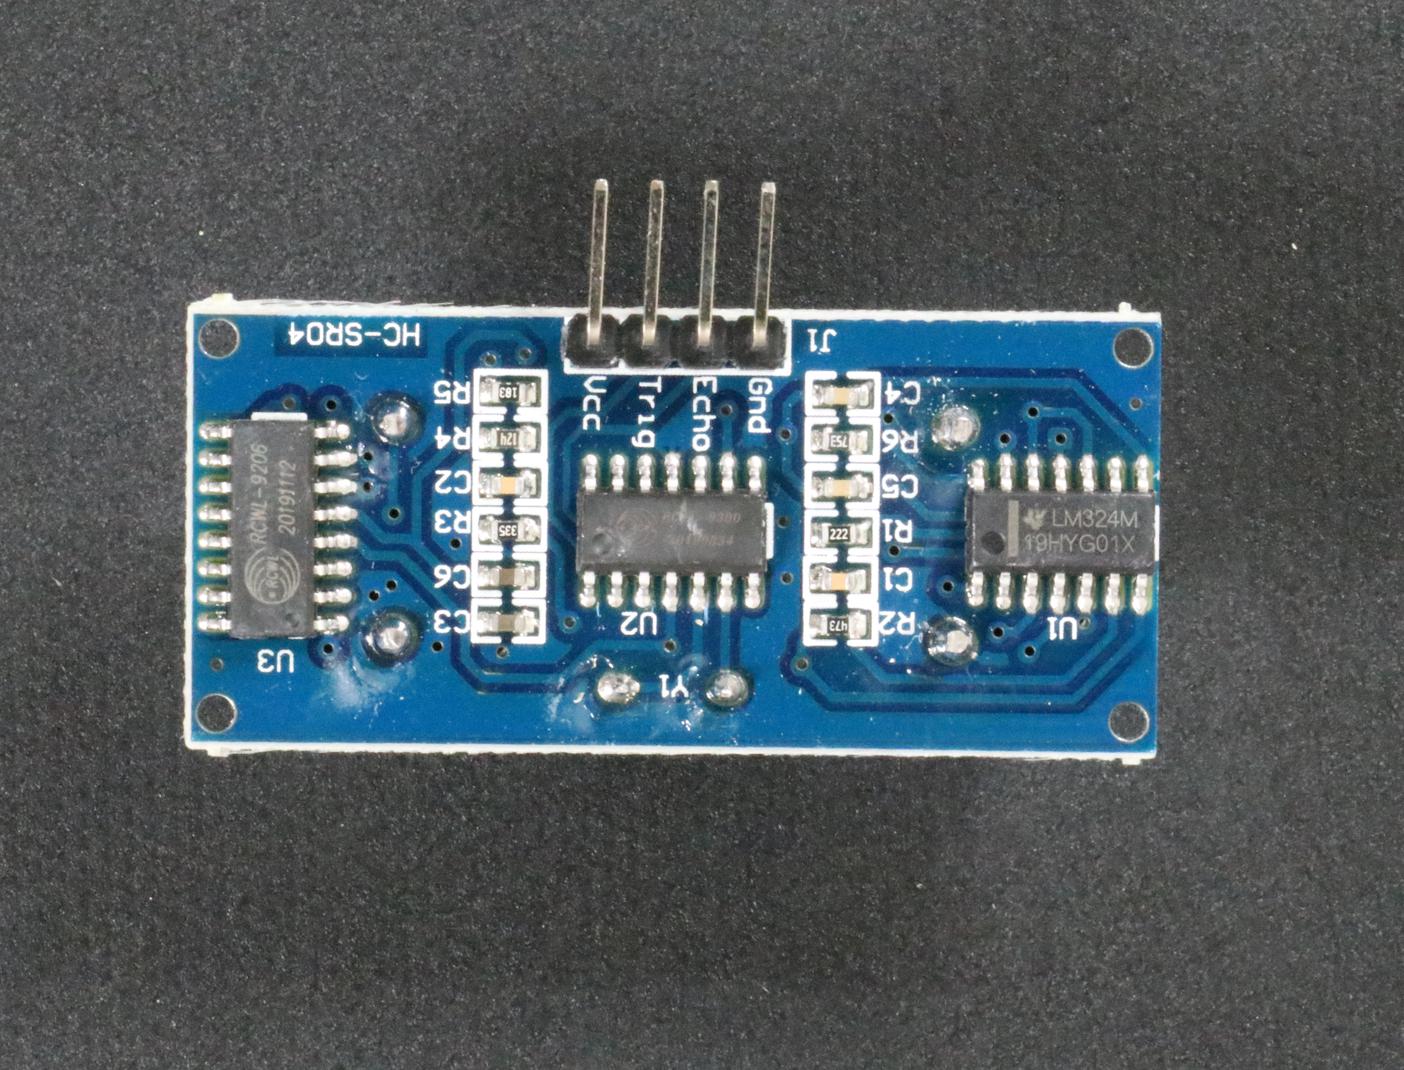 HC-SR04
J1
Vcc
Trig
Echo
Gnd
R5
183
R4
124
C2
R3
335
C6
C3
C4
R6
753
C5
R1
222
C1
R2
473
RCWL-9206
20191112
RCWL
U3
U2
Y1
LM324M
19HYG01X
U1